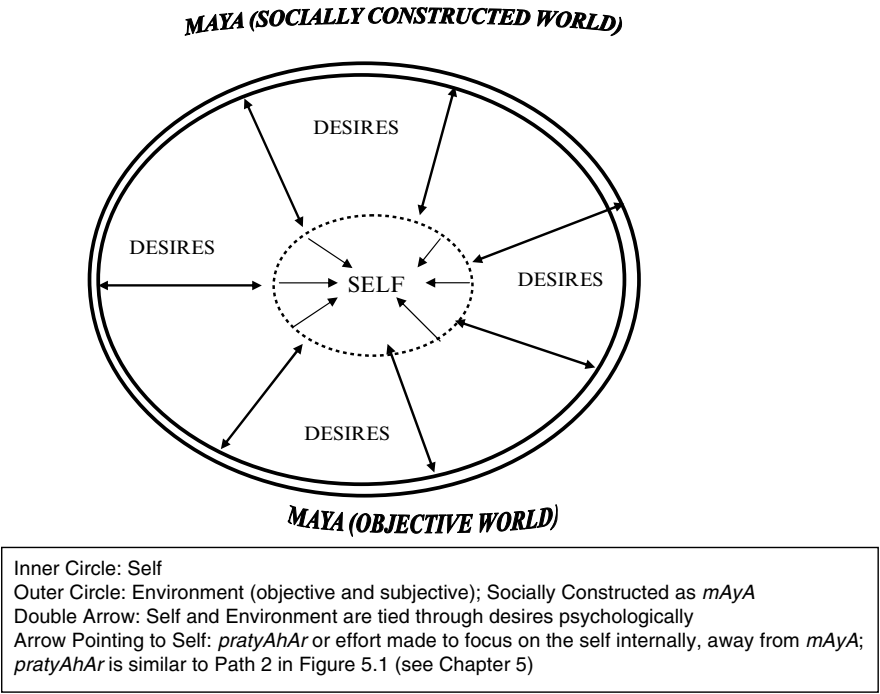 MAYA (SOCIALLY CONSTRUCTED WORLD)
DESIRES
DESIRES
DESIRES
SELF
DESIRES
MAYA (OBJECTIVE WORLD)
Inner Circle: Self
Outer Circle: Environment (objective and subjective); Socially Constructed as mAyA
Double Arrow: Self and Environment are tied through desires psychologically
Arrow Pointing to Self: pratyAhAr or effort made to focus on the self internally, away from mAyA;
pratyAhAr is similar to Path 2 in Figure 5.1 (see Chapter 5)